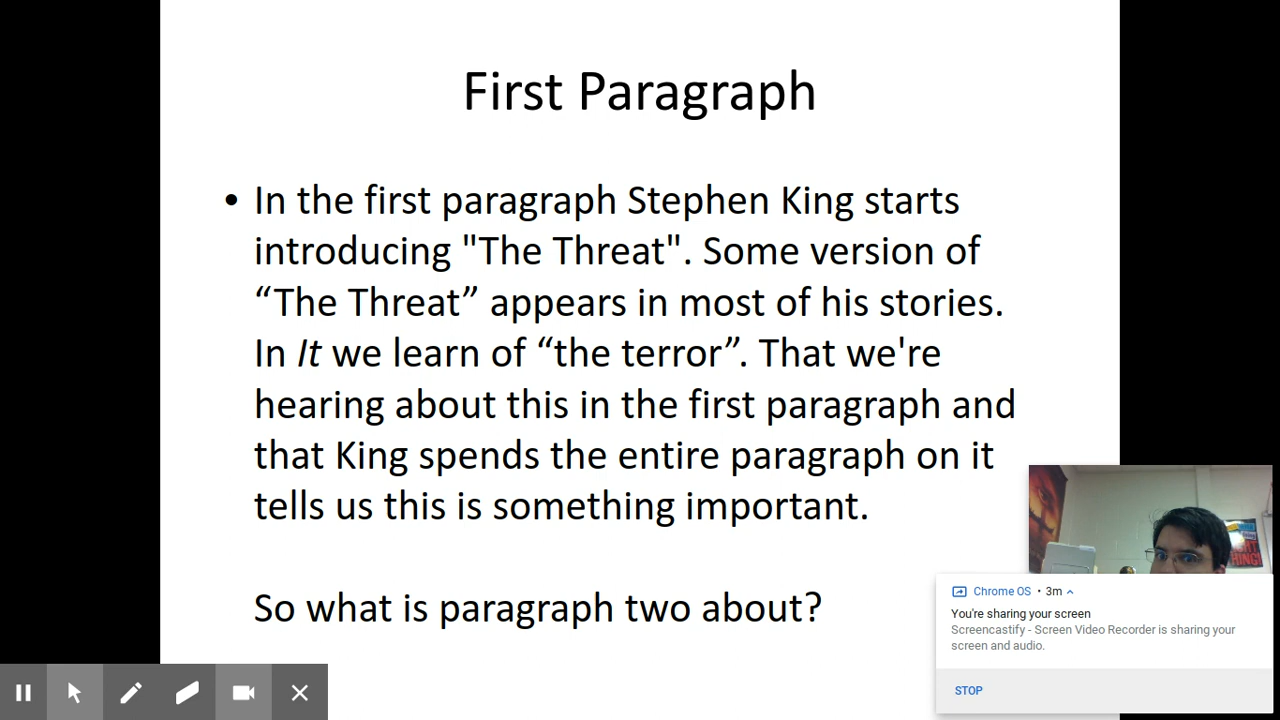 First Paragraph
• In the first paragraph Stephen King starts
introducing "The Threat". Some version of
“The Threat” appears in most of his stories.
In It we learn of “the terror”. That we're
hearing about this in the first paragraph and
that King spends the entire paragraph on it
tells us this is something important.
So what is paragraph two about?
Chrome OS • 3m
You're sharing your screen
Screencastify - Screen Video Recorder is sharing your
screen and audio.
STOP